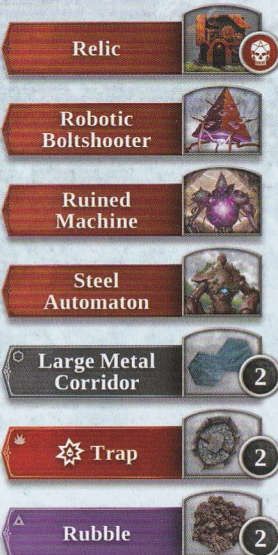 Relic
Robotic
Boltshooter
Ruined
Machine
Steel
Automaton
Large Metal
Corridor
2
Trap
2
Rubble
2